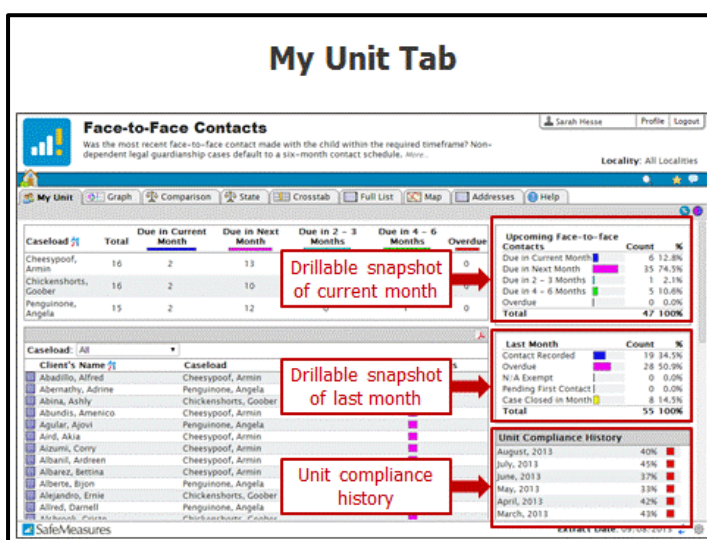 My Unit Tab
Face-to-Face Contacts
Was the most recent face-to-face contact made with the child within the required timeframe? Non-
dependent legal guardianship cases default to a six-month contact schedule. More..
Sarah Hesse Profile Logout
Locality: All Localities
My Unit Graph Comparison State Crosstab Full List Map Addresses Help
Caseload Total Due in Current Month Due in Next Month Due in 2 - 3 Months Due in 4 - 6 Months Overdue
Cheesypoof, Armin 16 2 13 0
Chickenshorts, Goober 16 2 10
Penguinone, Angela 15 2 12 0
Drillable snapshot
of current month
Upcoming Face-to-face
Contacts Count %
Due in Current Month 6 12.8%
Due in Next Month 35 74.5%
Due in 2 - 3 Months 1 2.1%
Due in 4 - 6 Months 5 10.6%
Overdue 0 0.0%
Total 47 100%
Caseload: All
Client's Name Caseload
Abadillo, Alfred Cheesypoof, Armin
Abernathy, Adrine Penguinone, Angela
Abina, Ashly Chickenshorts, Goober
Abundis, Amenico Cheesypoof, Armin
Agular, Ajovi Penguinone, Angela
Aird, Akia Cheesypoof, Armin
Aizumi, Corry Cheesypoof, Armin
Albanil, Ardreen Cheesypoof, Armin
Albarez, Bettina Cheesypoof, Armin
Alberte, Bijon Penguinone, Angela
Alejandro, Ernie Chickenshorts, Goober
Allred, Darnell Penguinone, Angela
Drillable snapshot
of last month
Last Month Count %
Contact Recorded 19 34.5%
Overdue 28 50.9%
N/A Exempt 0 0.0%
Pending First Contact 0 0.0%
Case Closed in Month 8 14.5%
Total 55 100%
Unit compliance
history
Unit Compliance History
August, 2013 40%
July, 2013 45%
June, 2013 37%
May, 2013 33%
April, 2013 42%
March, 2013 43%
SafeMeasures
Extract Date: 09/08/2013